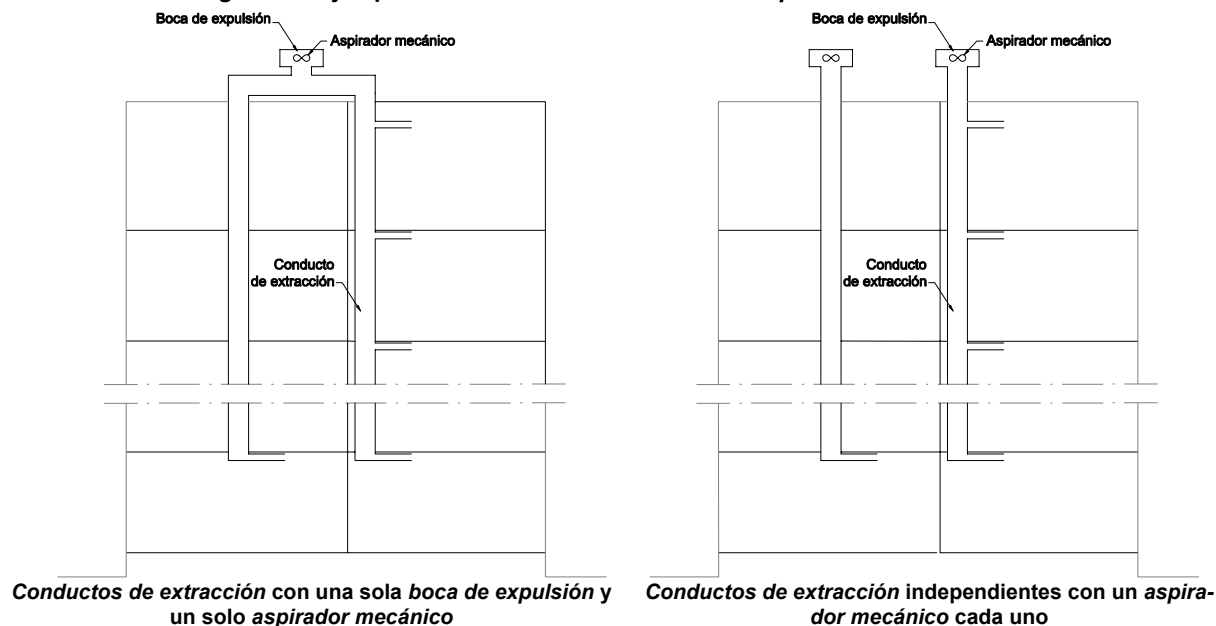 Boca de expulsión
Aspirador mecánico
Conducto
de extracción
Conductos de extracción con una sola boca de expulsión y
un solo aspirador mecánico
Boca de expulsión
Aspirador mecánico
Conducto
de extracción
Conductos de extracción independientes con un aspira-
dor mecánico cada uno